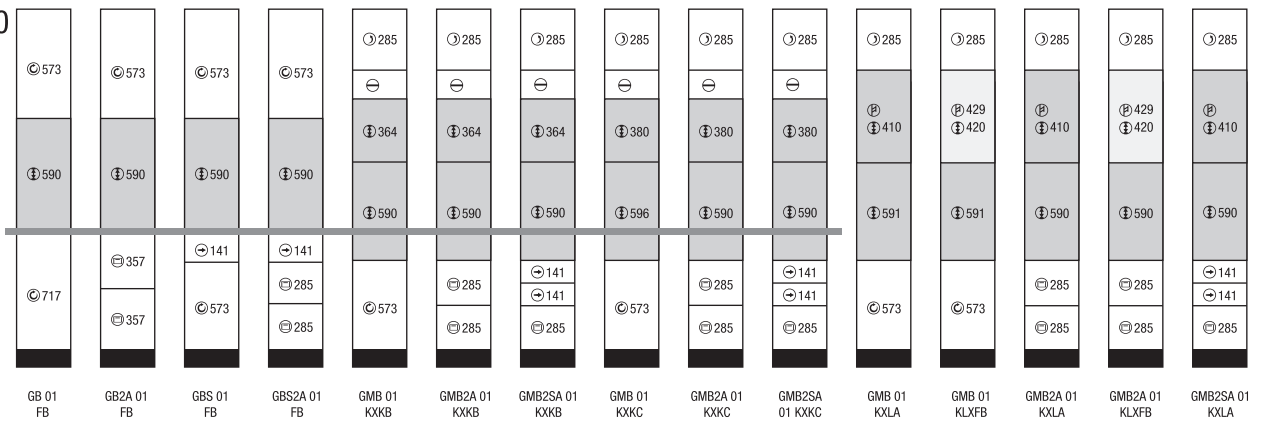 0
573
590
717
GB 01
FB
573
590
357
357
GB2A 01
FB
573
590
141
573
GBS 01
FB
573
590
141
285
285
GBS2A 01
FB
285
364
590
573
GMB 01
KXKB
285
364
590
285
285
GMB2A 01
KXKB
285
364
590
141
141
285
GMB2SA 01
KXKB
285
380
596
573
GMB 01
KXKC
285
380
590
285
285
GMB2A 01
KXKC
285
380
590
141
141
285
GMB2SA
01 KXKC
285
410
591
573
GMB 01
KXLA
285
429
420
591
573
GMB 01
KLXFB
285
410
590
285
285
GMB2A 01
KXLA
285
429
420
590
285
285
GMB2A 01
KLXFB
285
410
590
141
141
285
GMB2SA 01
KXLA